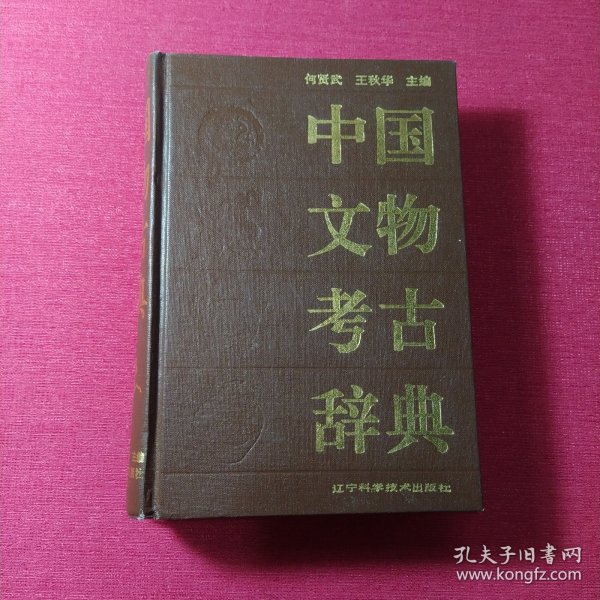 何贤武 王秋华 主编
中国
文物
考古
辞典
辽宁科学技术出版社
孔夫子旧书网
www.kongfz.com